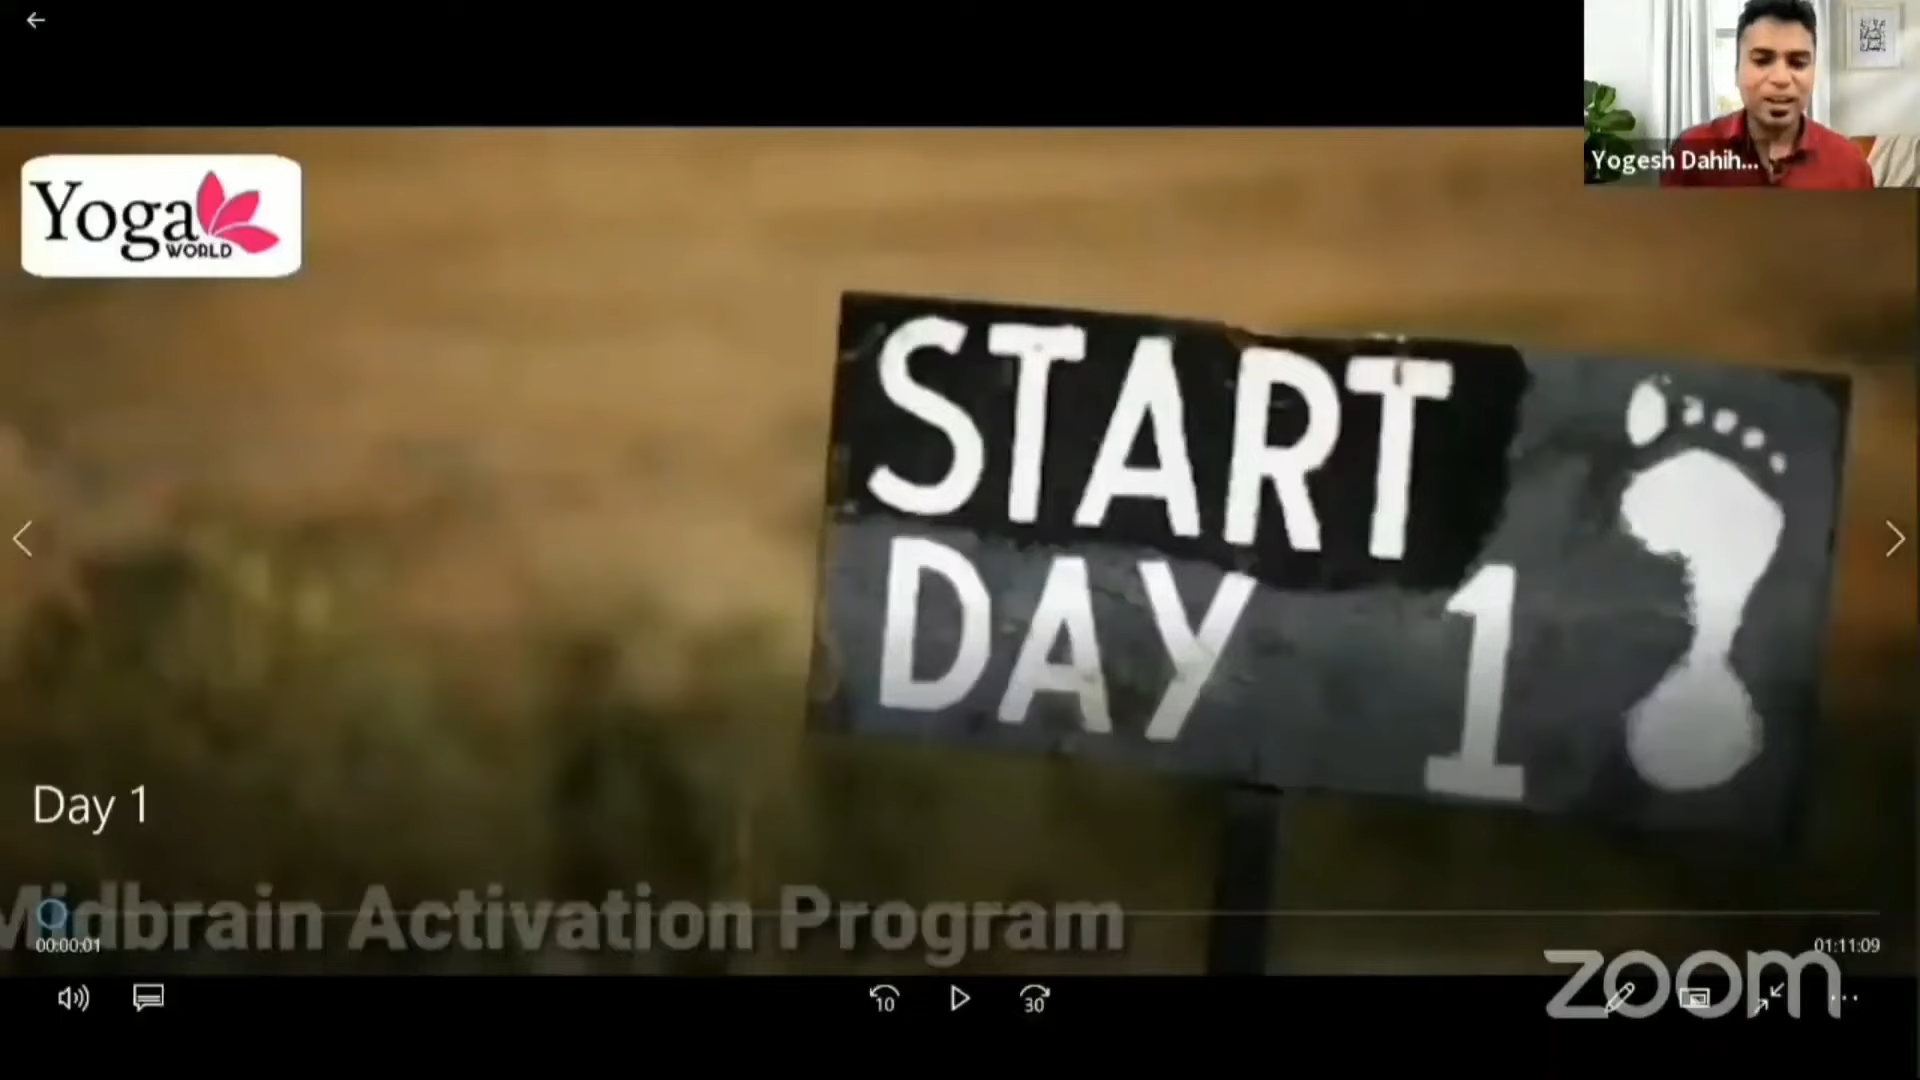 Yogesh Dahih...
Yoga
WORLD
START
DAY 1
Day 1
Midbrain Activation Program
00:00:01
01:11:09
10
30
zoom